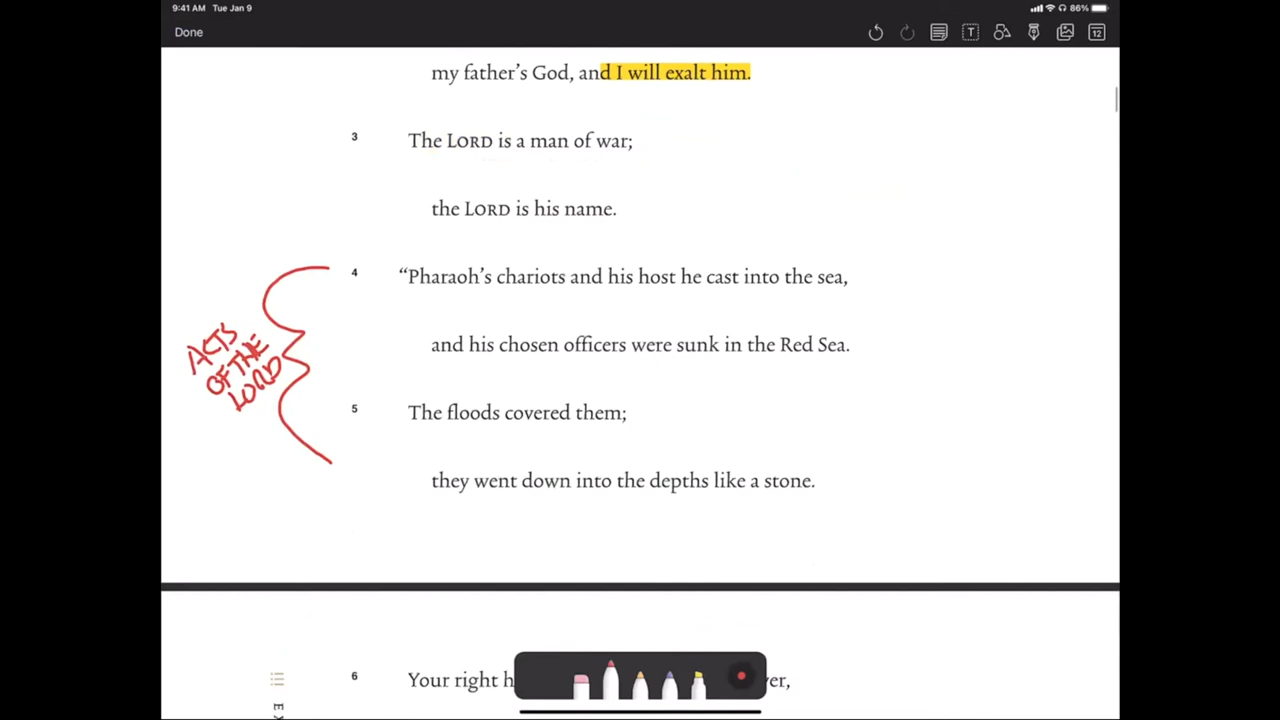 9:41 AM Tue Jan 9
86%
Done
T
12
my father’s God, and I will exalt him.
3 The LORD is a man of war;
the LORD is his name.
4 “Pharaoh’s chariots and his host he cast into the sea,
and his chosen officers were sunk in the Red Sea.
ACTS
OF THE
LORD
5 The floods covered them;
they went down into the depths like a stone.
6 Your right